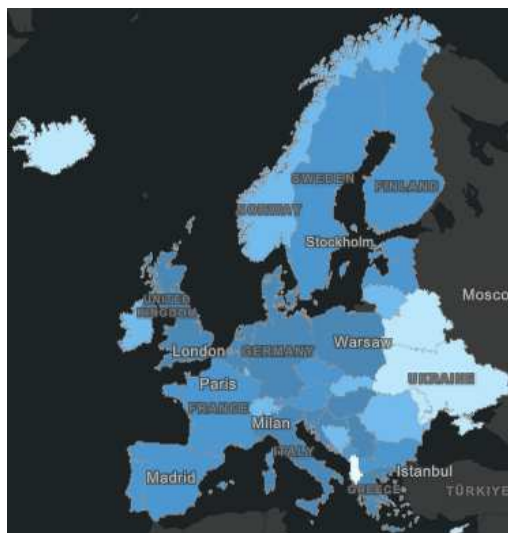 SWEDEN
FINLAND
NORWAY
Stockholm
Mosco
UNITED
KINGDOM
London
GERMANY
Warsaw
UKRAINE
Paris
FRANCE
Milan
ITALY
Madrid
Istanbul
GREECE
TÜRKIYE